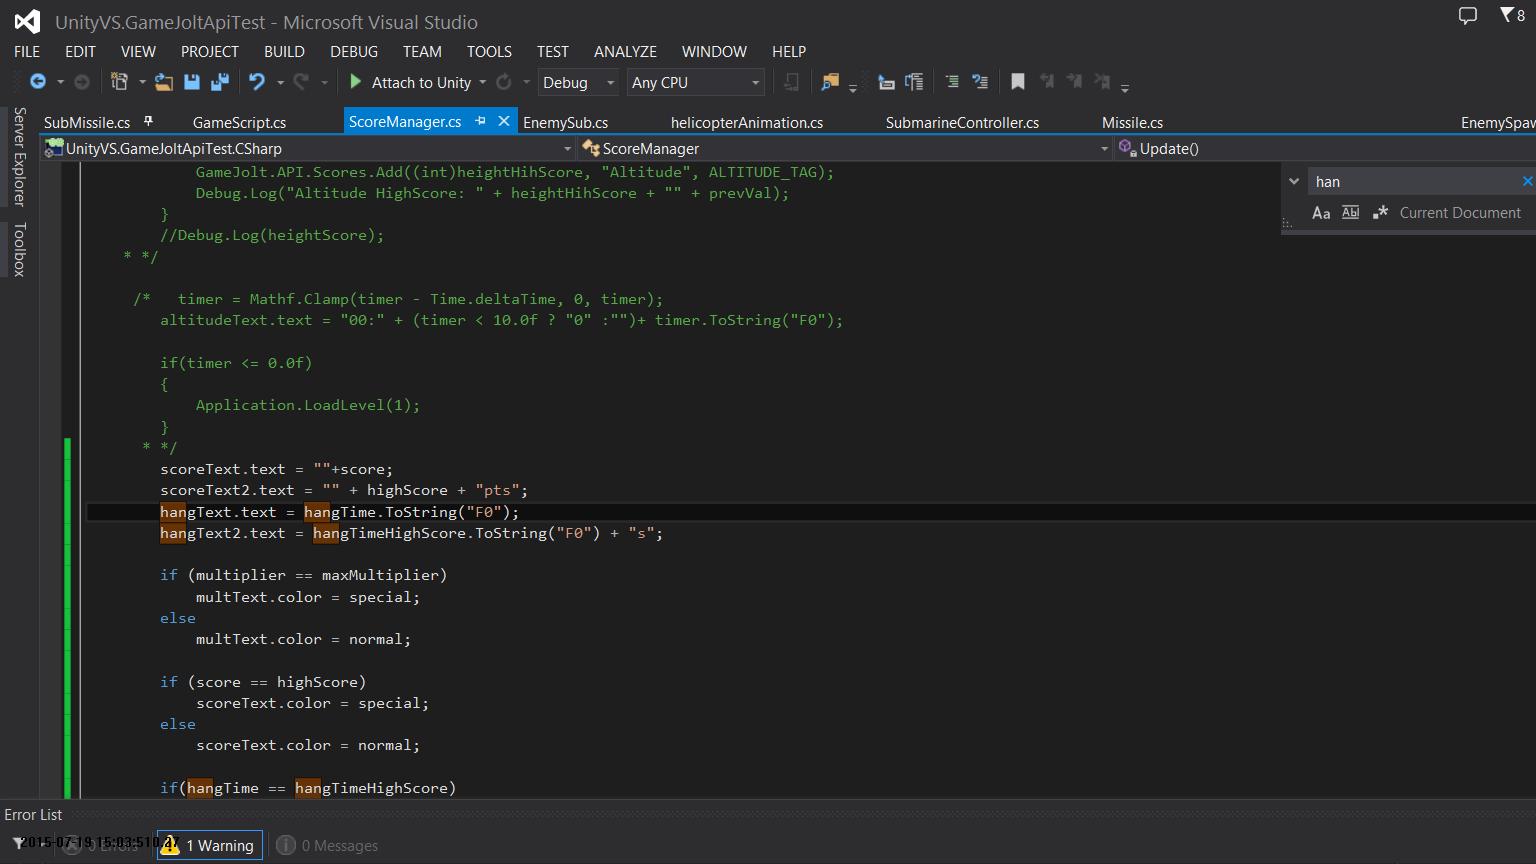 UnityVS.GameJoltApiTest - Microsoft Visual Studio
8
FILE EDIT VIEW PROJECT BUILD DEBUG TEAM TOOLS TEST ANALYZE WINDOW HELP
Attach to Unity Debug Any CPU
SubMissile.cs GameScript.cs ScoreManager.cs EnemySub.cs helicopterAnimation.cs SubmarineController.cs Missile.cs EnemySpaw
UnityVS.GameJoltApiTest.CSharp ScoreManager Update()
Server Explorer
Toolbox
han
Aa Abl Current Document
GameJolt.API.Scores.Add((int)heightHihScore, "Altitude", ALTITUDE_TAG);
Debug.Log("Altitude HighScore: " + heightHihScore + "" + prevVal);
}
//Debug.Log(heightScore);
* */
/* timer = Mathf.Clamp(timer - Time.deltaTime, 0, timer);
altitudeText.text = "00:" + (timer < 10.0f ? "0" :"")+ timer.ToString("F0");
if(timer <= 0.0f)
{
Application.LoadLevel(1);
}
* */
scoreText.text = ""+score;
scoreText2.text = "" + highScore + "pts";
hangText.text = hangTime.ToString("F0");
hangText2.text = hangTimeHighScore.ToString("F0") + "s";
if (multiplier == maxMultiplier)
multText.color = special;
else
multText.color = normal;
if (score == highScore)
scoreText.color = special;
else
scoreText.color = normal;
if(hangTime == hangTimeHighScore)
Error List
0 Errors 1 Warning 0 Messages